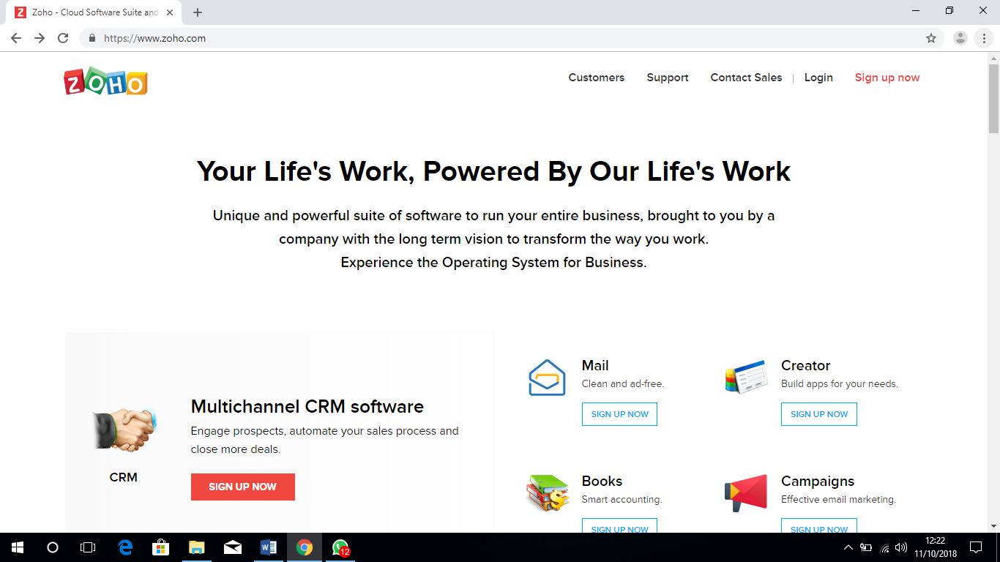 Zoho - Cloud Software Suite and
https://www.zoho.com
ZOHO
Customers
Support
Contact Sales
Login
Sign up now
Your Life's Work, Powered By Our Life's Work
Unique and powerful suite of software to run your entire business, brought to you by a
company with the long term vision to transform the way you work.
Experience the Operating System for Business.
CRM
Multichannel CRM software
Engage prospects, automate your sales process and
close more deals.
SIGN UP NOW
Mail
Clean and ad-free.
SIGN UP NOW
Creator
Build apps for your needs.
SIGN UP NOW
Books
Smart accounting.
SIGN UP NOW
Campaigns
Effective email marketing.
SIGN UP NOW
12
12:22
11/10/2018